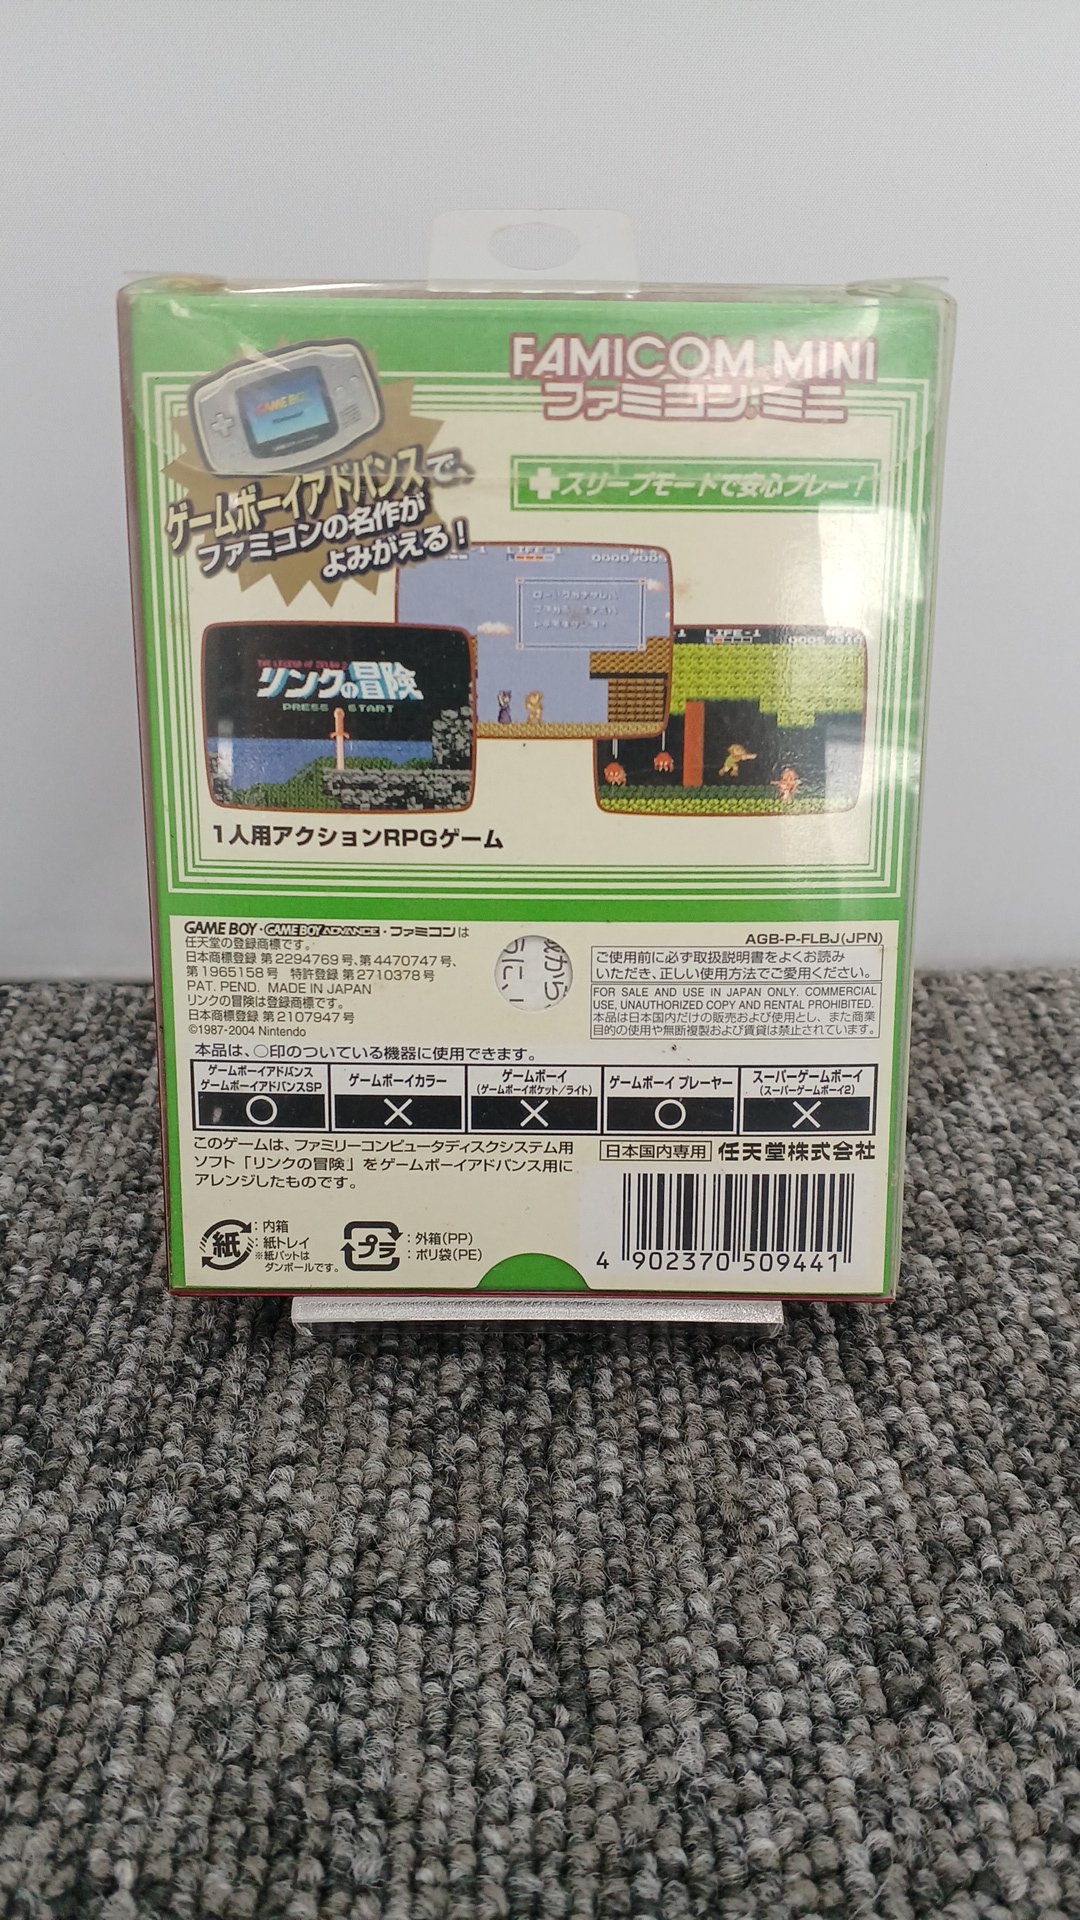 FAMICOM MINI
ファミコンミニ
GAME BOY
ゲームボーイアドバンスで、
ファミコンの名作が
よみがえる!
スリープモードで安心プレー!
LIFE-1
THE LEGEND OF ZELDA 2
リンクの冒険
PRESS START
LIFE-1
1人用アクションRPGゲーム
GAME BOY・GAME BOY ADVANCE・ファミコンは
任天堂の登録商標です。
日本商標登録 第2294769号、第4470747号、
第1965158号 特許登録 第2710378号
PAT. PEND. MADE IN JAPAN
リンクの冒険は登録商標です。
日本商標登録 第2107947号
©1987-2004 Nintendo
AGB-P-FLBJ(JPN)
ご使用前に必ず取扱説明書をよくお読み
いただき、正しい使用方法でご愛用ください。
FOR SALE AND USE IN JAPAN ONLY. COMMERCIAL
USE, UNAUTHORIZED COPY AND RENTAL PROHIBITED.
本品は日本国内だけの販売および使用とし、また商業
目的の使用や無断複製および賃貸は禁止されています。
本品は、○印のついている機器に使用できます。
ゲームボーイアドバンス
ゲームボーイアドバンスSP
ゲームボーイカラー
ゲームボーイ
(ゲームボーイポケット/ライト)
ゲームボーイ プレーヤー
スーパーゲームボーイ
(スーパーゲームボーイ2)
○ × × ○ ×
このゲームは、ファミリーコンピュータディスクシステム用
ソフト「リンクの冒険」をゲームボーイアドバンス用に
アレンジしたものです。
日本国内専用 任天堂株式会社
紙
:内箱
:紙トレイ
※紙パットは
ダンボールです。
プラ
:外箱(PP)
:ポリ袋(PE)
4 902370 509441